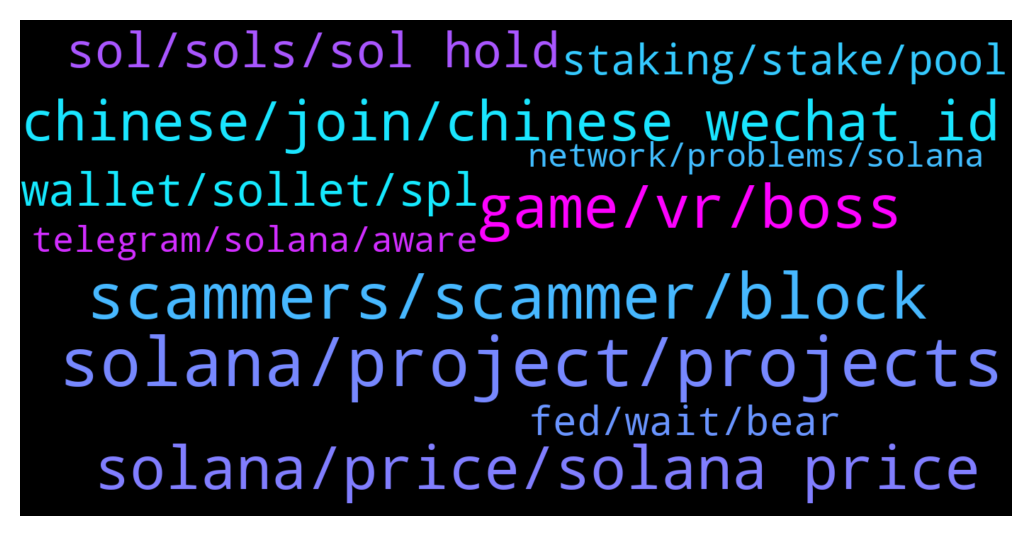 sol/sols/sol hold
staking/stake/pool
chinese/join/chinese wechat id
network/problems/solana
wallet/sollet/spl
game/vr/boss
telegram/solana/aware
scammers/scammer/block
solana/project/projects
fed/wait/bear
solana/price/solana price